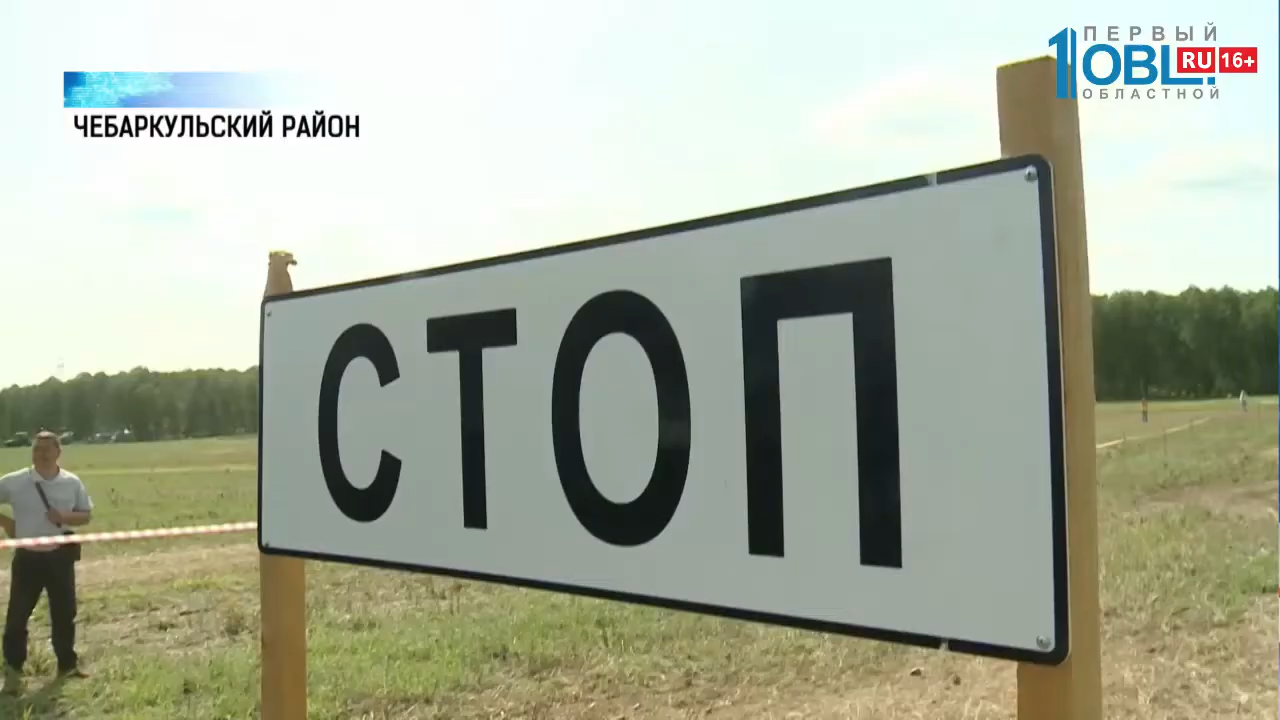 ПЕРВЫЙ
1OBL.
RU 16+
ОБЛАСТНОЙ
ЧЕБАРКУЛЬСКИЙ РАЙОН
СТОП